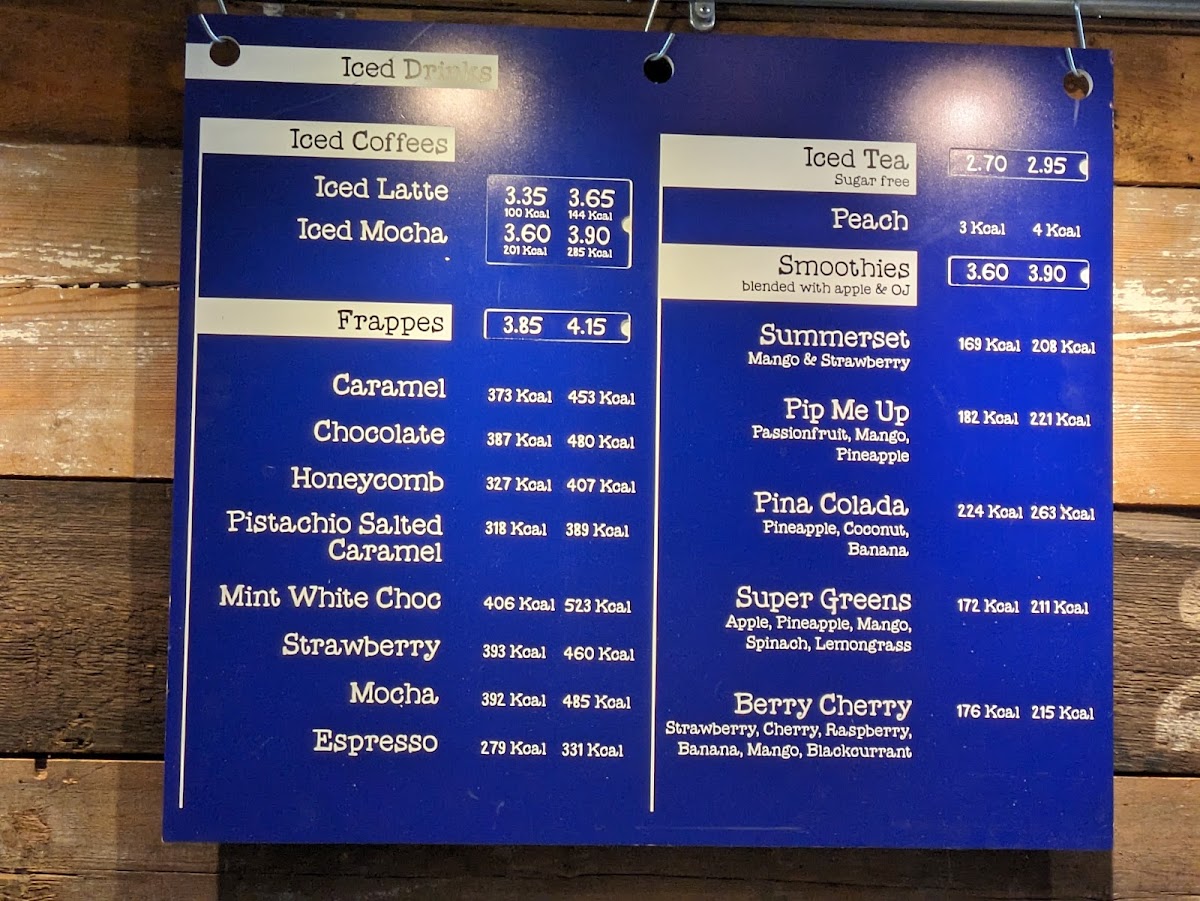 Iced Drinks
Iced Coffees
Iced Latte 3.35 3.65
100 Kcal 144 Kcal
Iced Mocha 3.60 3.90
201 Kcal 285 Kcal
Frappes 3.85 4.15
Caramel 373 Kcal 453 Kcal
Chocolate 387 Kcal 480 Kcal
Honeycomb 327 Kcal 407 Kcal
Pistachio Salted 318 Kcal 389 Kcal
Caramel
Mint White Choc 406 Kcal 523 Kcal
Strawberry 393 Kcal 460 Kcal
Mocha 392 Kcal 485 Kcal
Espresso 279 Kcal 331 Kcal
Iced Tea 2.70 2.95
Sugar free
Peach 3 Kcal 4 Kcal
Smoothies 3.60 3.90
blended with apple & OJ
Summerset 169 Kcal 208 Kcal
Mango & Strawberry
Pip Me Up 182 Kcal 221 Kcal
Passionfruit, Mango,
Pineapple
Pina Colada 224 Kcal 263 Kcal
Pineapple, Coconut,
Banana
Super Greens 172 Kcal 211 Kcal
Apple, Pineapple, Mango,
Spinach, Lemongrass
Berry Cherry 176 Kcal 215 Kcal
Strawberry, Cherry, Raspberry,
Banana, Mango, Blackcurrant